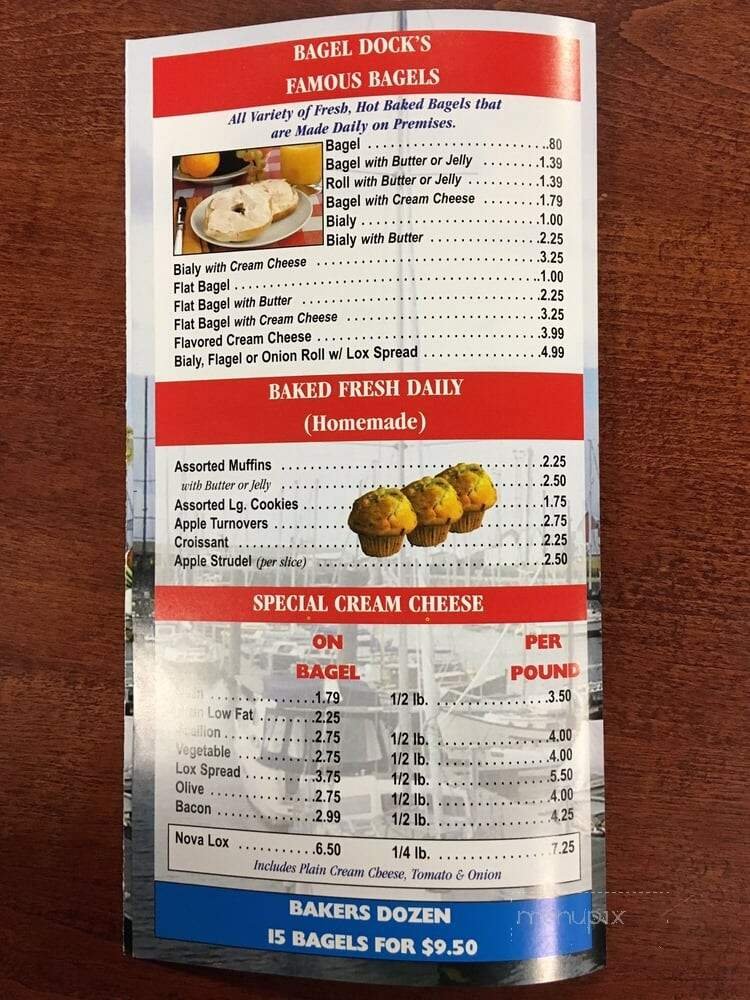 BAGEL DOCK'S
FAMOUS BAGELS
All Variety of Fresh, Hot Baked Bagels that
are Made Daily on Premises.
Bagel .80
Bagel with Butter or Jelly 1.39
Roll with Butter or Jelly 1.39
Bagel with Cream Cheese 1.79
Bialy 1.00
Bialy with Butter 2.25
Bialy with Cream Cheese 3.25
Flat Bagel 1.00
Flat Bagel with Butter 2.25
Flat Bagel with Cream Cheese 3.25
Flavored Cream Cheese 3.99
Bialy, Flagel or Onion Roll w/ Lox Spread 4.99
BAKED FRESH DAILY
(Homemade)
Assorted Muffins 2.25
with Butter or Jelly 2.50
Assorted Lg. Cookies 1.75
Apple Turnovers 2.75
Croissant 2.25
Apple Strudel (per slice) 2.50
SPECIAL CREAM CHEESE
ON BAGEL
PER POUND
1.79 1/2 lb. 3.50
Low Fat 2.25
2.75 1/2 lb. 4.00
Vegetable 2.75 1/2 lb. 4.00
Lox Spread 3.75 1/2 lb. 5.50
Olive 2.75 1/2 lb. 4.00
Bacon 2.99 1/2 lb. 4.25
Nova Lox 6.50 1/4 lb. 7.25
Includes Plain Cream Cheese, Tomato & Onion
BAKERS DOZEN
15 BAGELS FOR $9.50
menupix